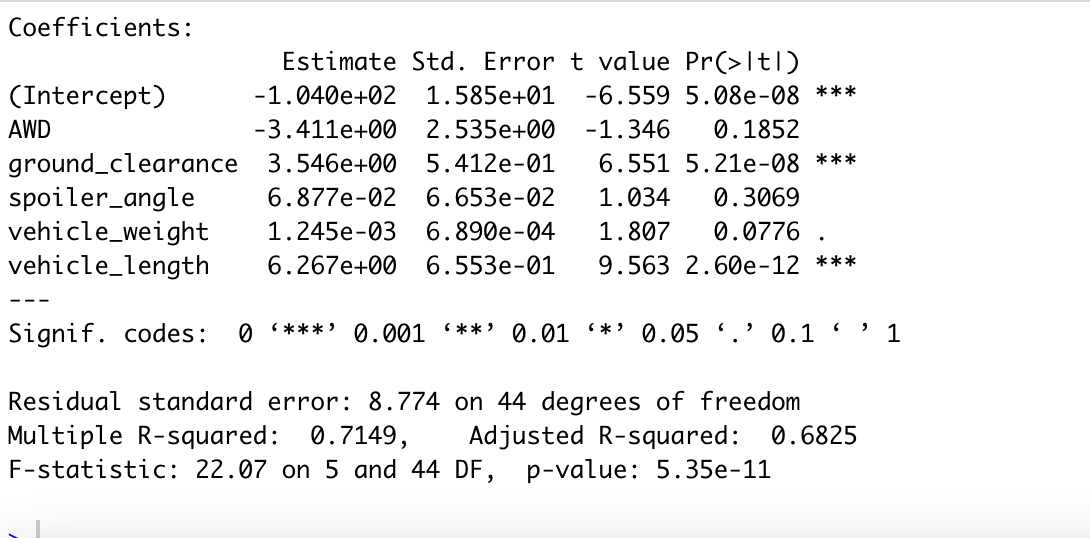 Coefficients:
Estimate Std. Error t value Pr(>|t|)
(Intercept) -1.040e+02 1.585e+01 -6.559 5.08e-08 ***
AWD -3.411e+00 2.535e+00 -1.346 0.1852
ground_clearance 3.546e+00 5.412e-01 6.551 5.21e-08 ***
spoiler_angle 6.877e-02 6.653e-02 1.034 0.3069
vehicle_weight 1.245e-03 6.890e-04 1.807 0.0776 .
vehicle_length 6.267e+00 6.553e-01 9.563 2.60e-12 ***
---
Signif. codes: 0 ‘***’ 0.001 ‘**’ 0.01 ‘*’ 0.05 ‘.’ 0.1 ‘ ’ 1
Residual standard error: 8.774 on 44 degrees of freedom
Multiple R-squared: 0.7149, Adjusted R-squared: 0.6825
F-statistic: 22.07 on 5 and 44 DF, p-value: 5.35e-11
>